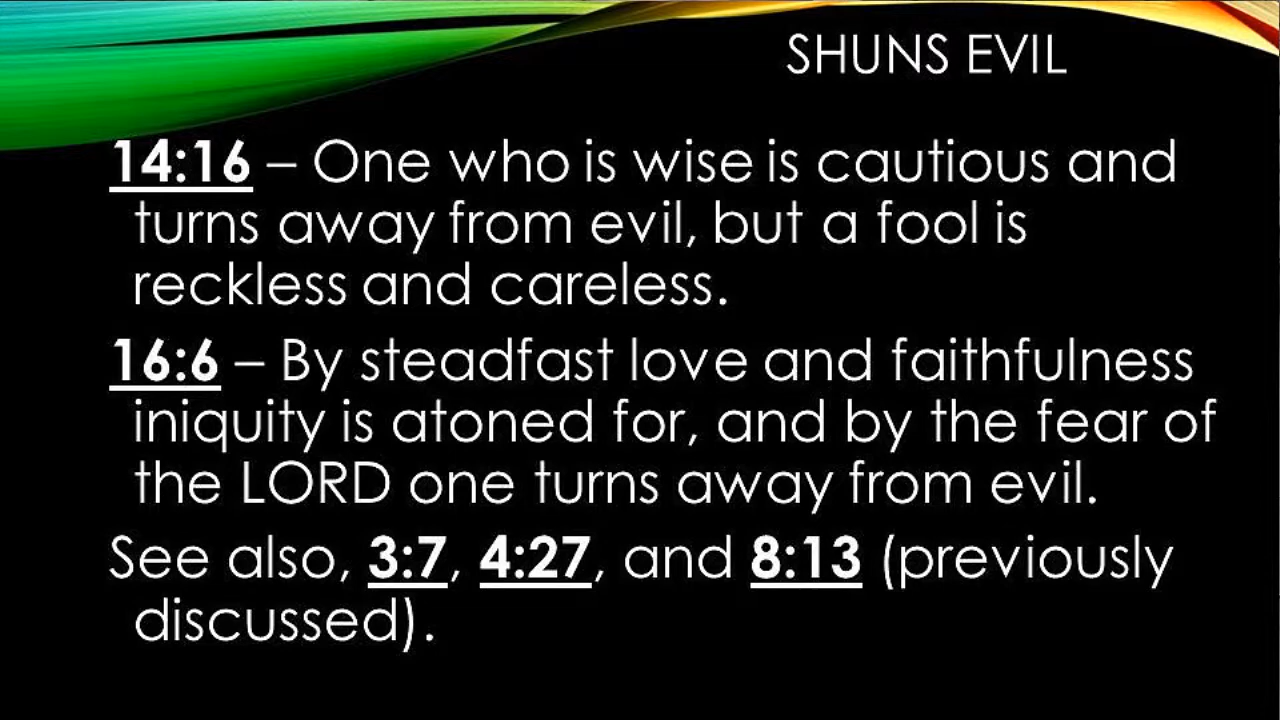 SHUNS EVIL
14:16 – One who is wise is cautious and
turns away from evil, but a fool is
reckless and careless.
16:6 – By steadfast love and faithfulness
iniquity is atoned for, and by the fear of
the LORD one turns away from evil.
See also, 3:7, 4:27, and 8:13 (previously
discussed).